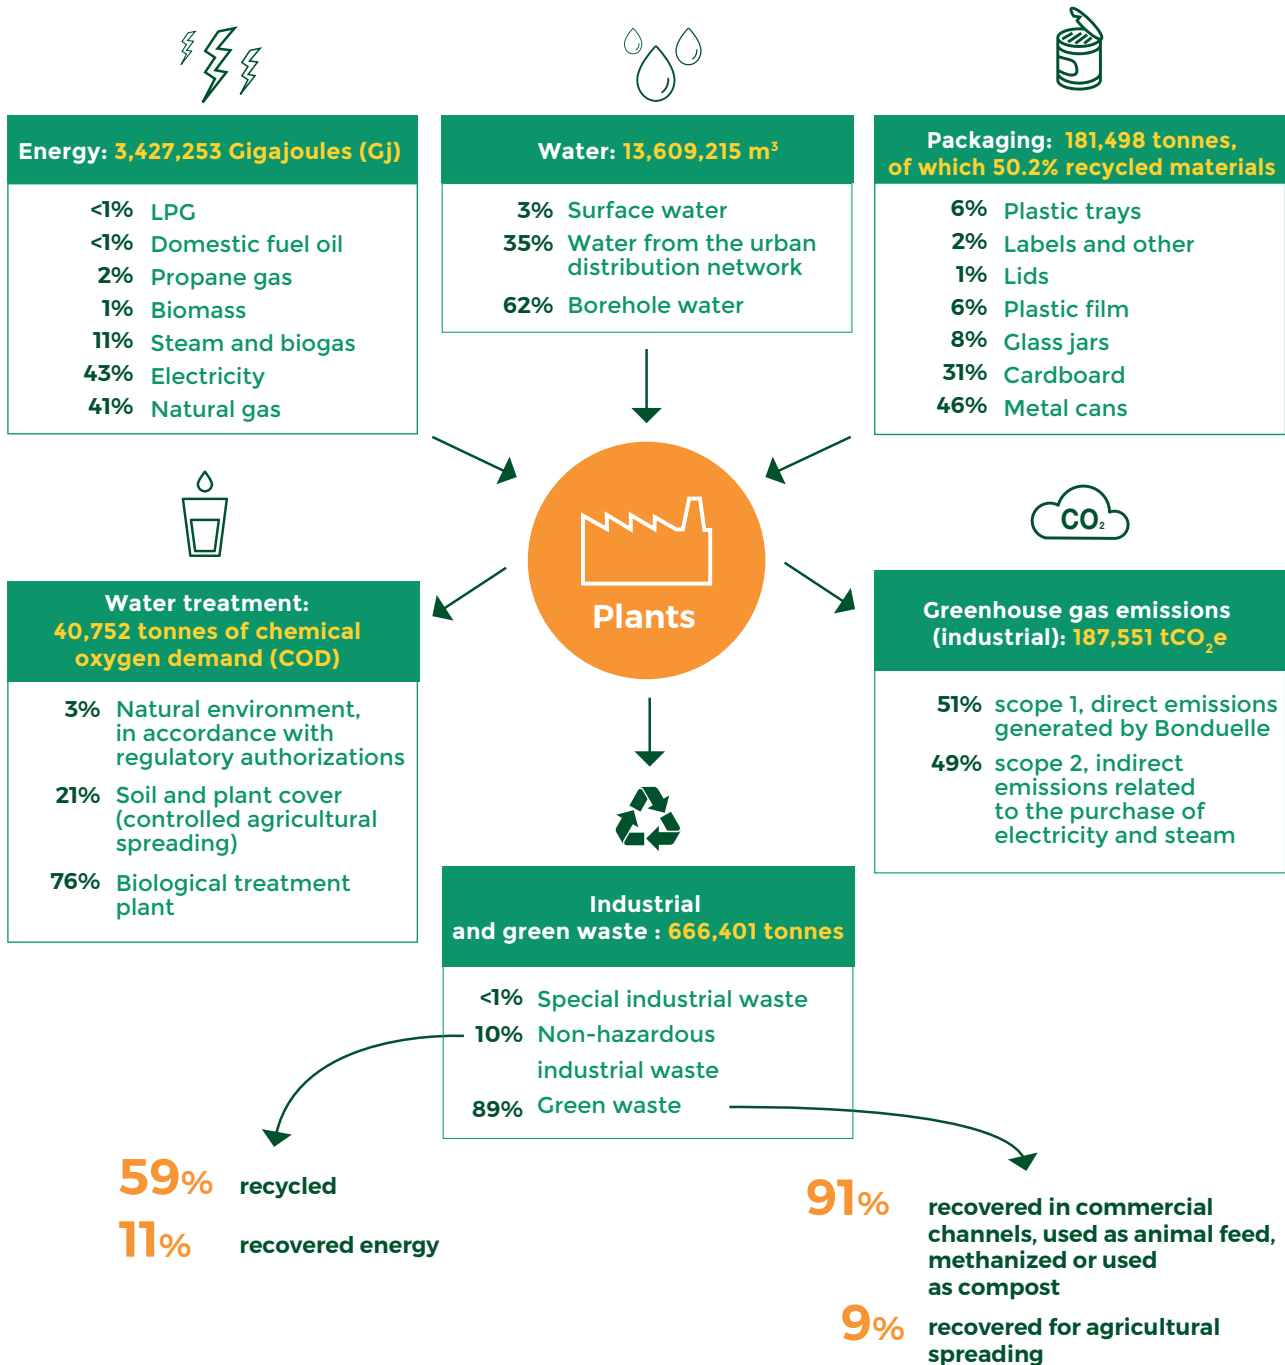 Energy: 3,427,253 Gigajoules (Gj)
<1% LPG
<1% Domestic fuel oil
2% Propane gas
1% Biomass
11% Steam and biogas
43% Electricity
41% Natural gas
Water: 13,609,215 m³
3% Surface water
35% Water from the urban
distribution network
62% Borehole water
Packaging: 181,498 tonnes,
of which 50.2% recycled materials
6% Plastic trays
2% Labels and other
1% Lids
6% Plastic film
8% Glass jars
31% Cardboard
46% Metal cans
Plants
Water treatment:
40,752 tonnes of chemical
oxygen demand (COD)
3% Natural environment,
in accordance with
regulatory authorizations
21% Soil and plant cover
(controlled agricultural
spreading)
76% Biological treatment
plant
CO₂
Greenhouse gas emissions
(industrial): 187,551 tCO₂e
51% scope 1, direct emissions
generated by Bonduelle
49% scope 2, indirect
emissions related
to the purchase of
electricity and steam
Industrial
and green waste : 666,401 tonnes
<1% Special industrial waste
10% Non-hazardous
industrial waste
89% Green waste
59% recycled
11% recovered energy
91% recovered in commercial
channels, used as animal feed,
methanized or used
as compost
9% recovered for agricultural
spreading